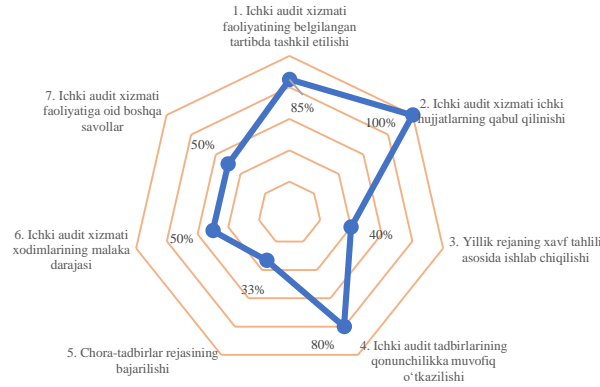 1. Ichki audit xizmati
faoliyatining belgilangan
tartibda tashkil etilishi
85%
2. Ichki audit xizmati ichki
hujjatlarning qabul qilinishi
100%
3. Yillik rejaning xavf tahlili
asosida ishlab chiqilishi
40%
4. Ichki audit tadbirlarining
qonunchilikka muvofiq
o‘tkazilishi
80%
5. Chora-tadbirlar rejasining
bajarilishi
33%
6. Ichki audit xizmati
xodimlarining malaka
darajasi
50%
7. Ichki audit xizmati
faoliyatiga oid boshqa
savollar
50%